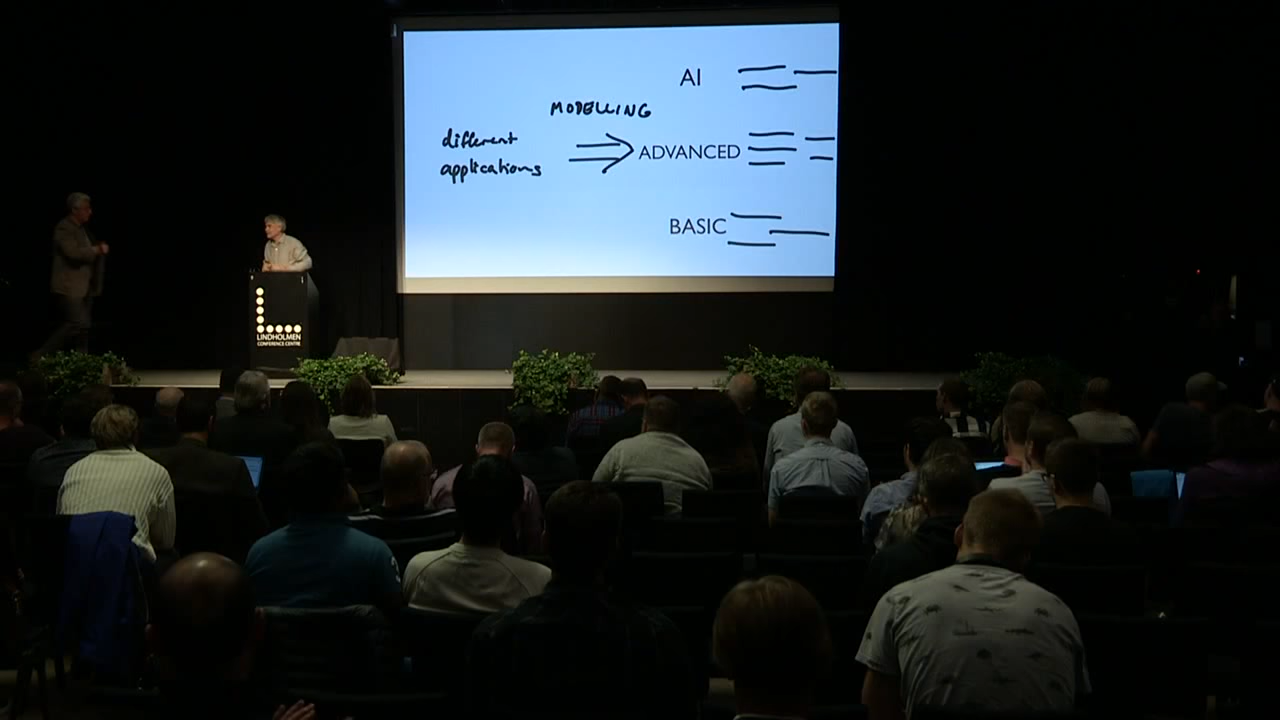 AI
MODELLING
different
applications
ADVANCED
BASIC
LINDHOLMEN
CONFERENCE CENTRE